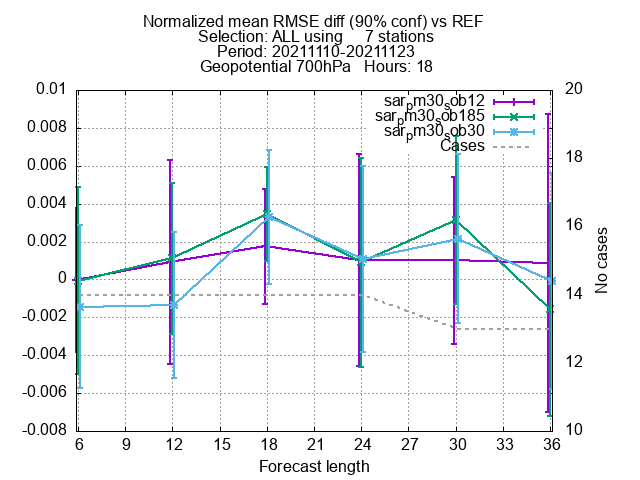 Normalized mean RMSE diff (90% conf) vs REF
Selection: ALL using 7 stations
Period: 20211110-20211123
Geopotential 700hPa Hours: 18
sar_pm30_sob12
sar_pm30_sob185
sar_pm30_sob30
Cases
0.01
0.008
0.006
0.004
0.002
0
-0.002
-0.004
-0.006
-0.008
20
18
16
14
12
10
No cases
6 9 12 15 18 21 24 27 30 33 36
Forecast length